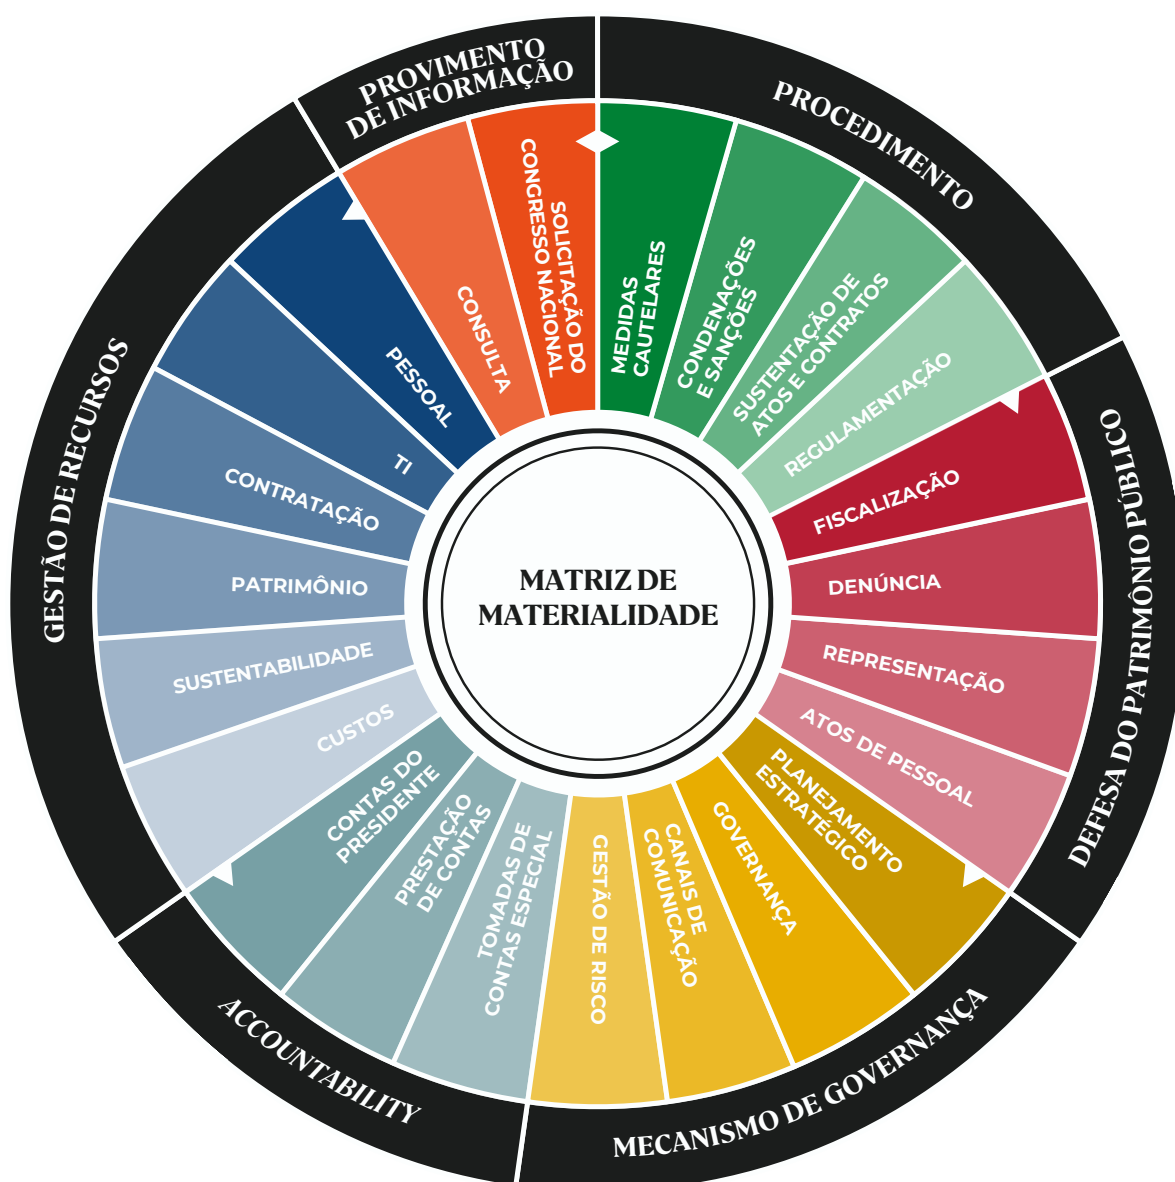 MATRIZ DE
MATERIALIDADE
PROCEDIMENTO
MEDIDAS
CAUTELARES
CONDENAÇÕES
E SANÇÕES
SUSTENTAÇÃO DE
ATOS E CONTRATOS
REGULAMENTAÇÃO
DEFESA DO PATRIMÔNIO PÚBLICO
FISCALIZAÇÃO
DENÚNCIA
REPRESENTAÇÃO
ATOS DE PESSOAL
MECANISMO DE GOVERNANÇA
PLANEJAMENTO
ESTRATÉGICO
GOVERNANÇA
CANAIS DE
COMUNICAÇÃO
GESTÃO DE RISCO
ACCOUNTABILITY
TOMADAS DE
CONTAS ESPECIAL
PRESTAÇÃO
DE CONTAS
CONTAS DO
PRESIDENTE
GESTÃO DE RECURSOS
CUSTOS
SUSTENTABILIDADE
PATRIMÔNIO
CONTRATAÇÃO
TI
PESSOAL
PROVIMENTO
DE INFORMAÇÃO
CONSULTA
SOLICITAÇÃO DO
CONGRESSO NACIONAL